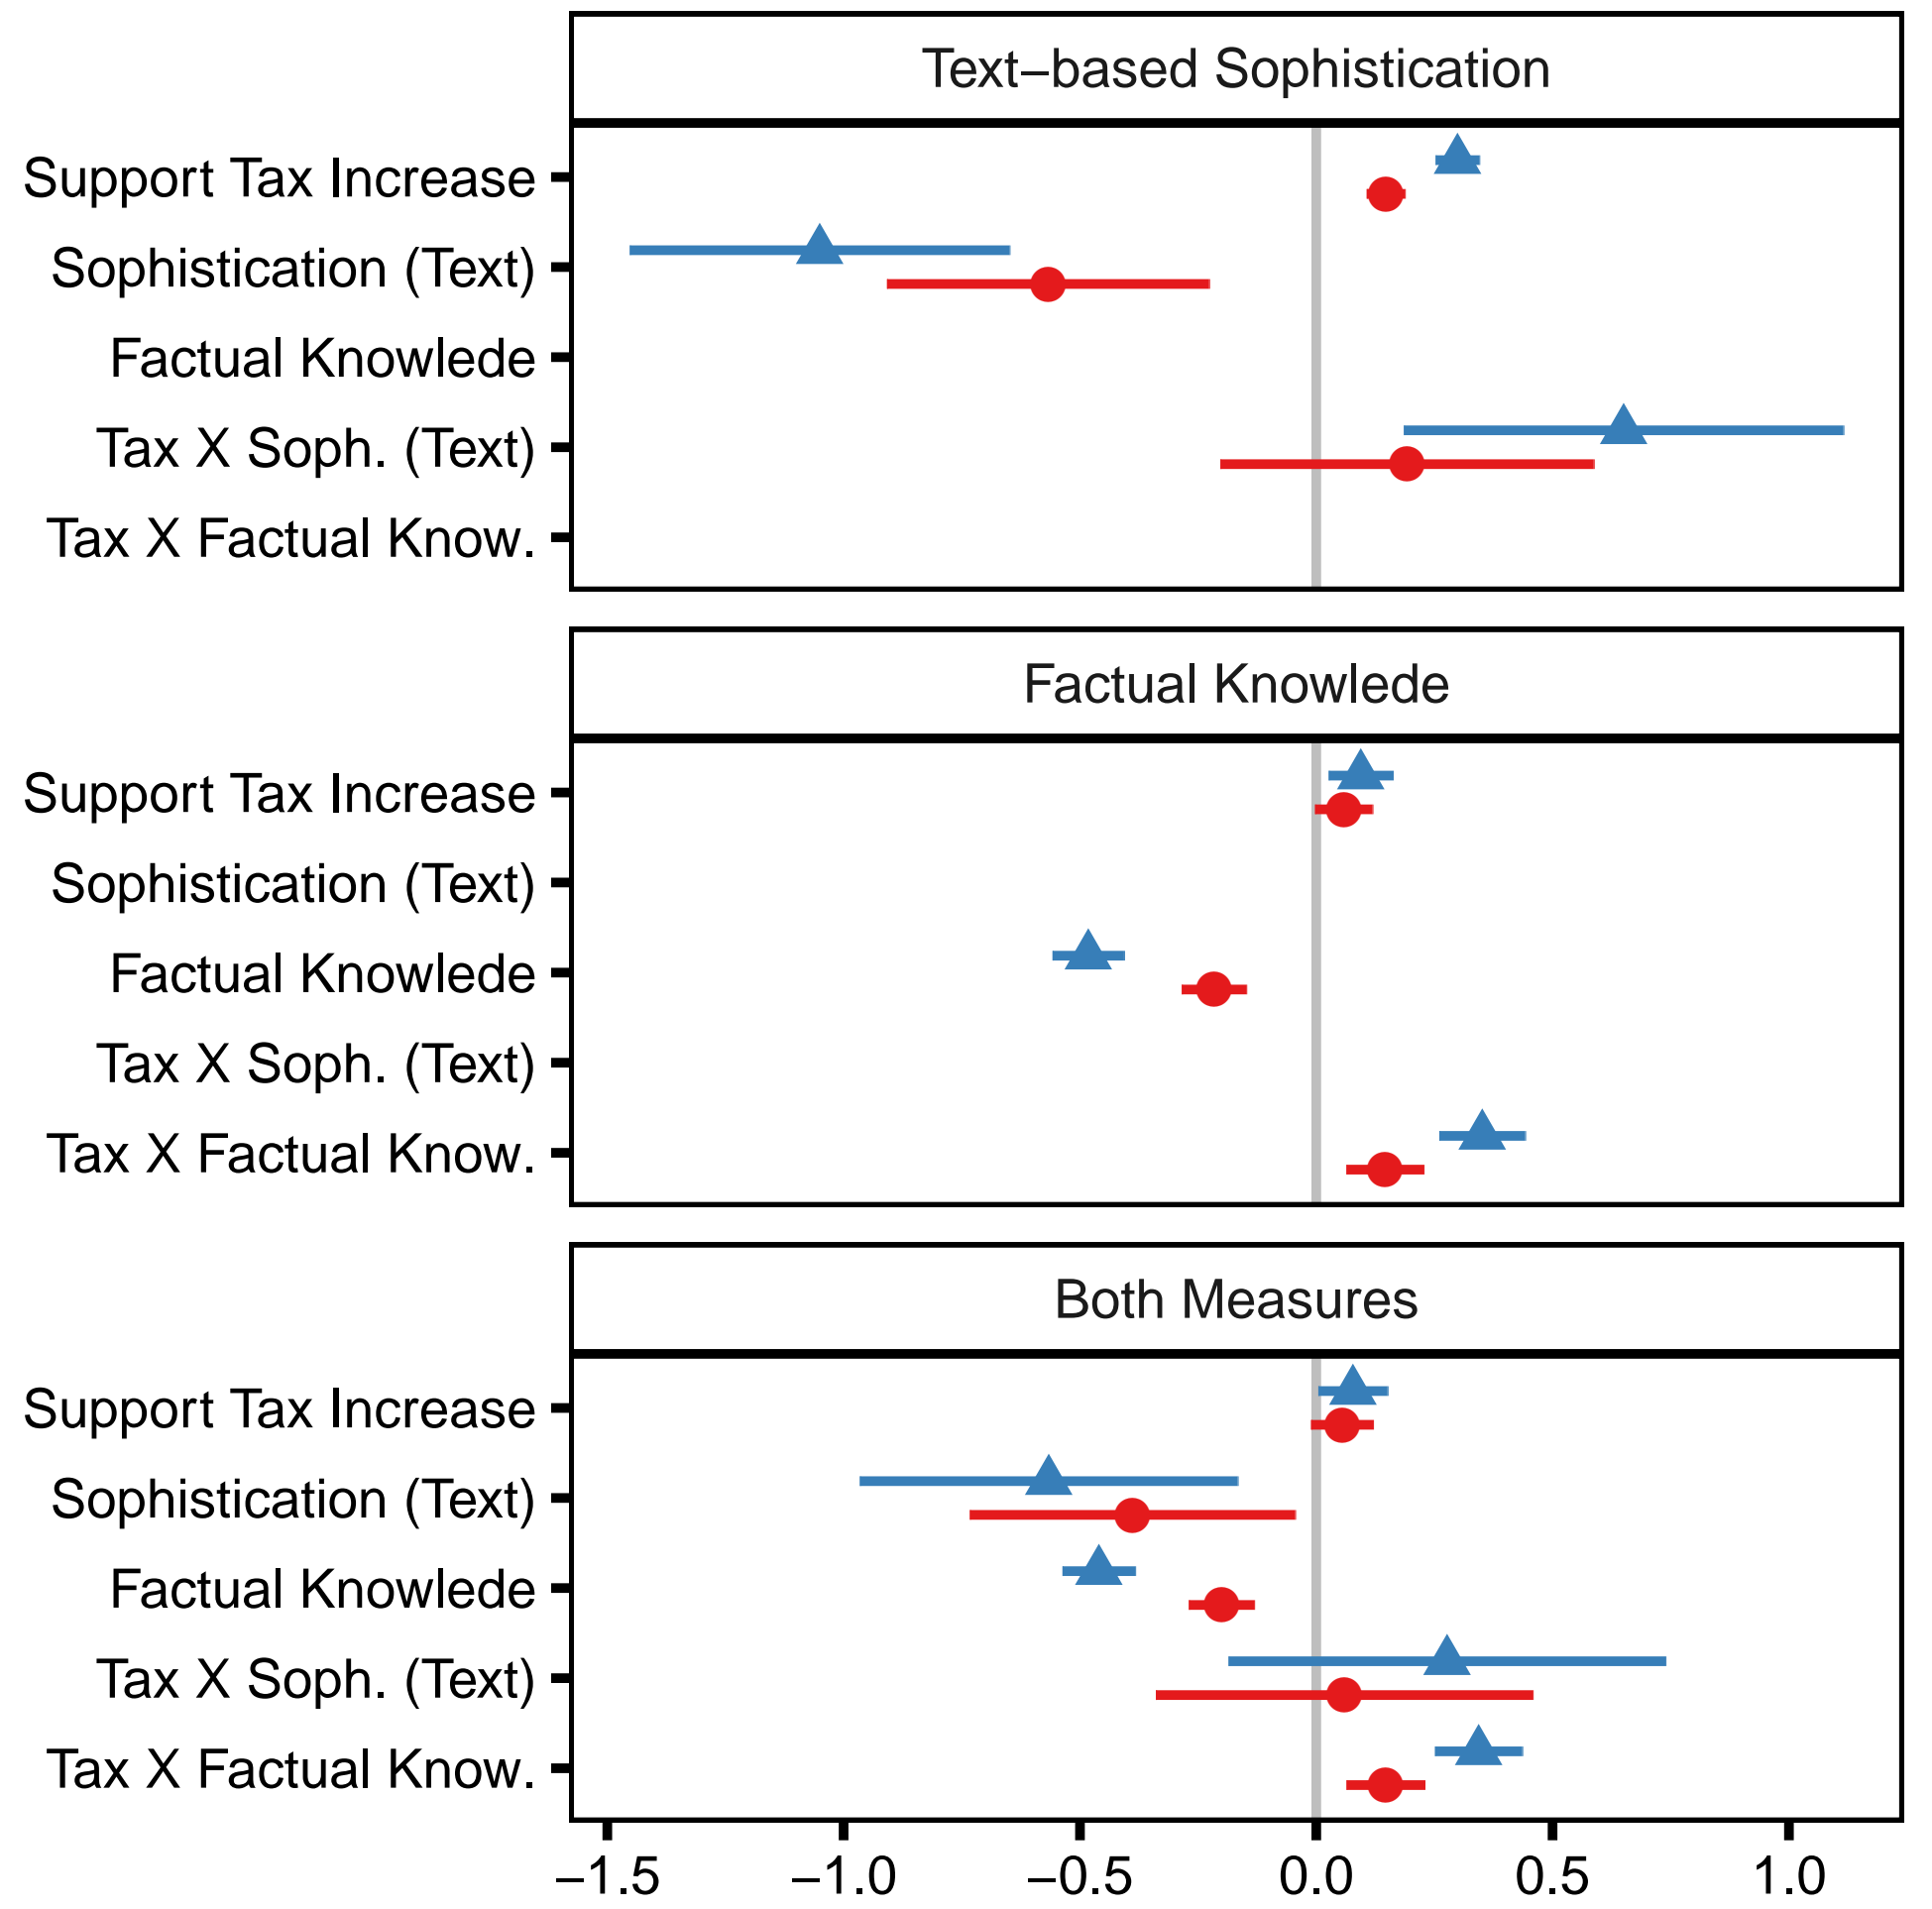 Text−based Sophistication
Support Tax Increase
Sophistication (Text)
Factual Knowlede
Tax X Soph. (Text)
Tax X Factual Know.
Factual Knowlede
Support Tax Increase
Sophistication (Text)
Factual Knowlede
Tax X Soph. (Text)
Tax X Factual Know.
Both Measures
Support Tax Increase
Sophistication (Text)
Factual Knowlede
Tax X Soph. (Text)
Tax X Factual Know.
−1.5 −1.0 −0.5 0.0 0.5 1.0